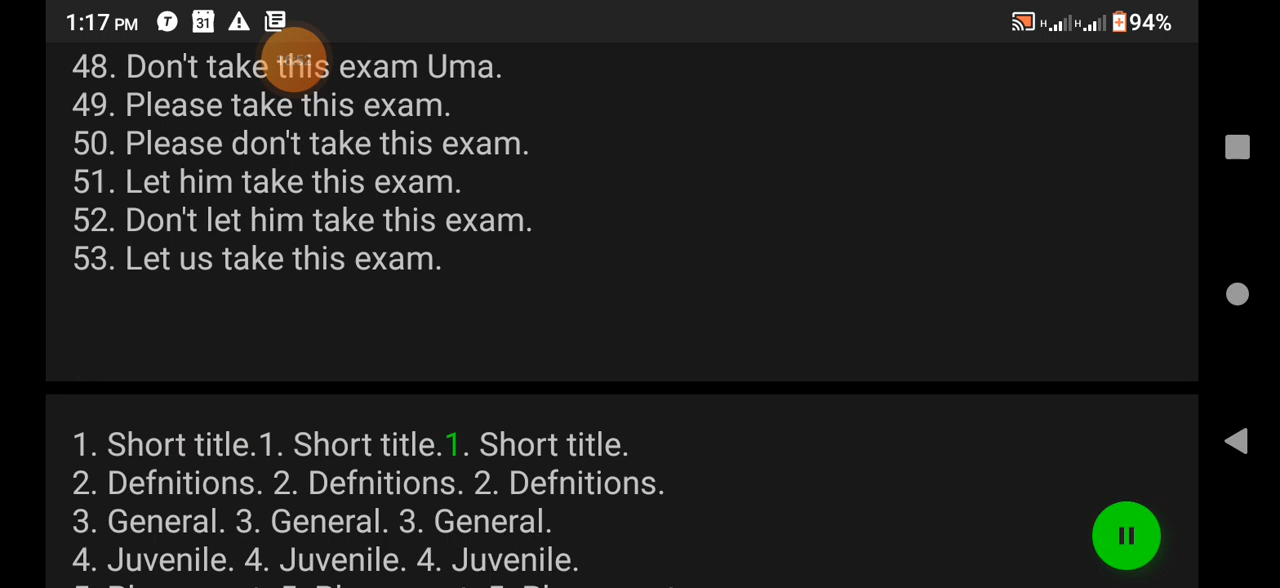 1:17 PM T 31 H H 94%
48. Don't take this exam Uma.
49. Please take this exam.
50. Please don't take this exam.
51. Let him take this exam.
52. Don't let him take this exam.
53. Let us take this exam.
1. Short title.1. Short title.1. Short title.
2. Defnitions. 2. Defnitions. 2. Defnitions.
3. General. 3. General. 3. General.
4. Juvenile. 4. Juvenile. 4. Juvenile.